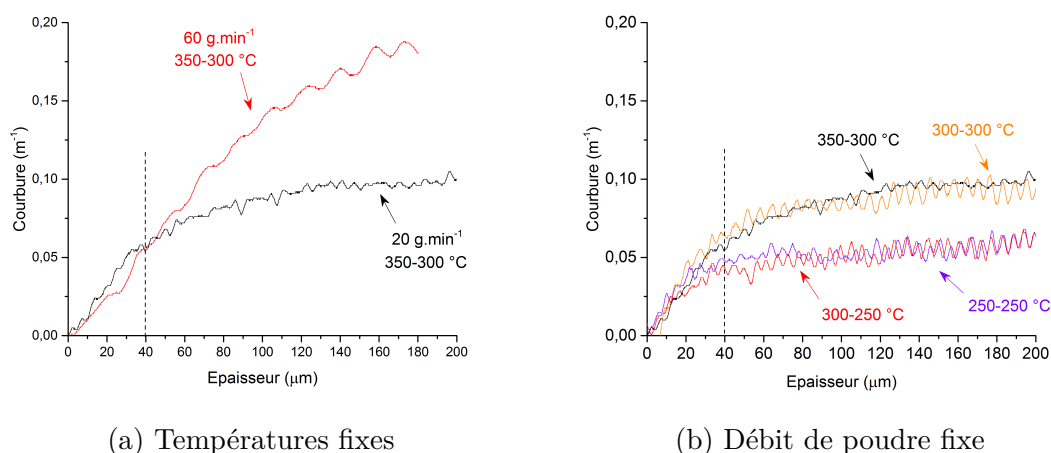 0,20
0,15
0,10
0,05
0,00
Courbure (m⁻¹)
60 g.min⁻¹
350-300 °C
20 g.min⁻¹
350-300 °C
0 20 40 60 80 100 120 140 160 180 200
Epaisseur (μm)
(a) Températures fixes
0,20
0,15
0,10
0,05
0,00
Courbure (m⁻¹)
300-300 °C
350-300 °C
250-250 °C
300-250 °C
0 20 40 60 80 100 120 140 160 180 200
Epaisseur (μm)
(b) Débit de poudre fixe